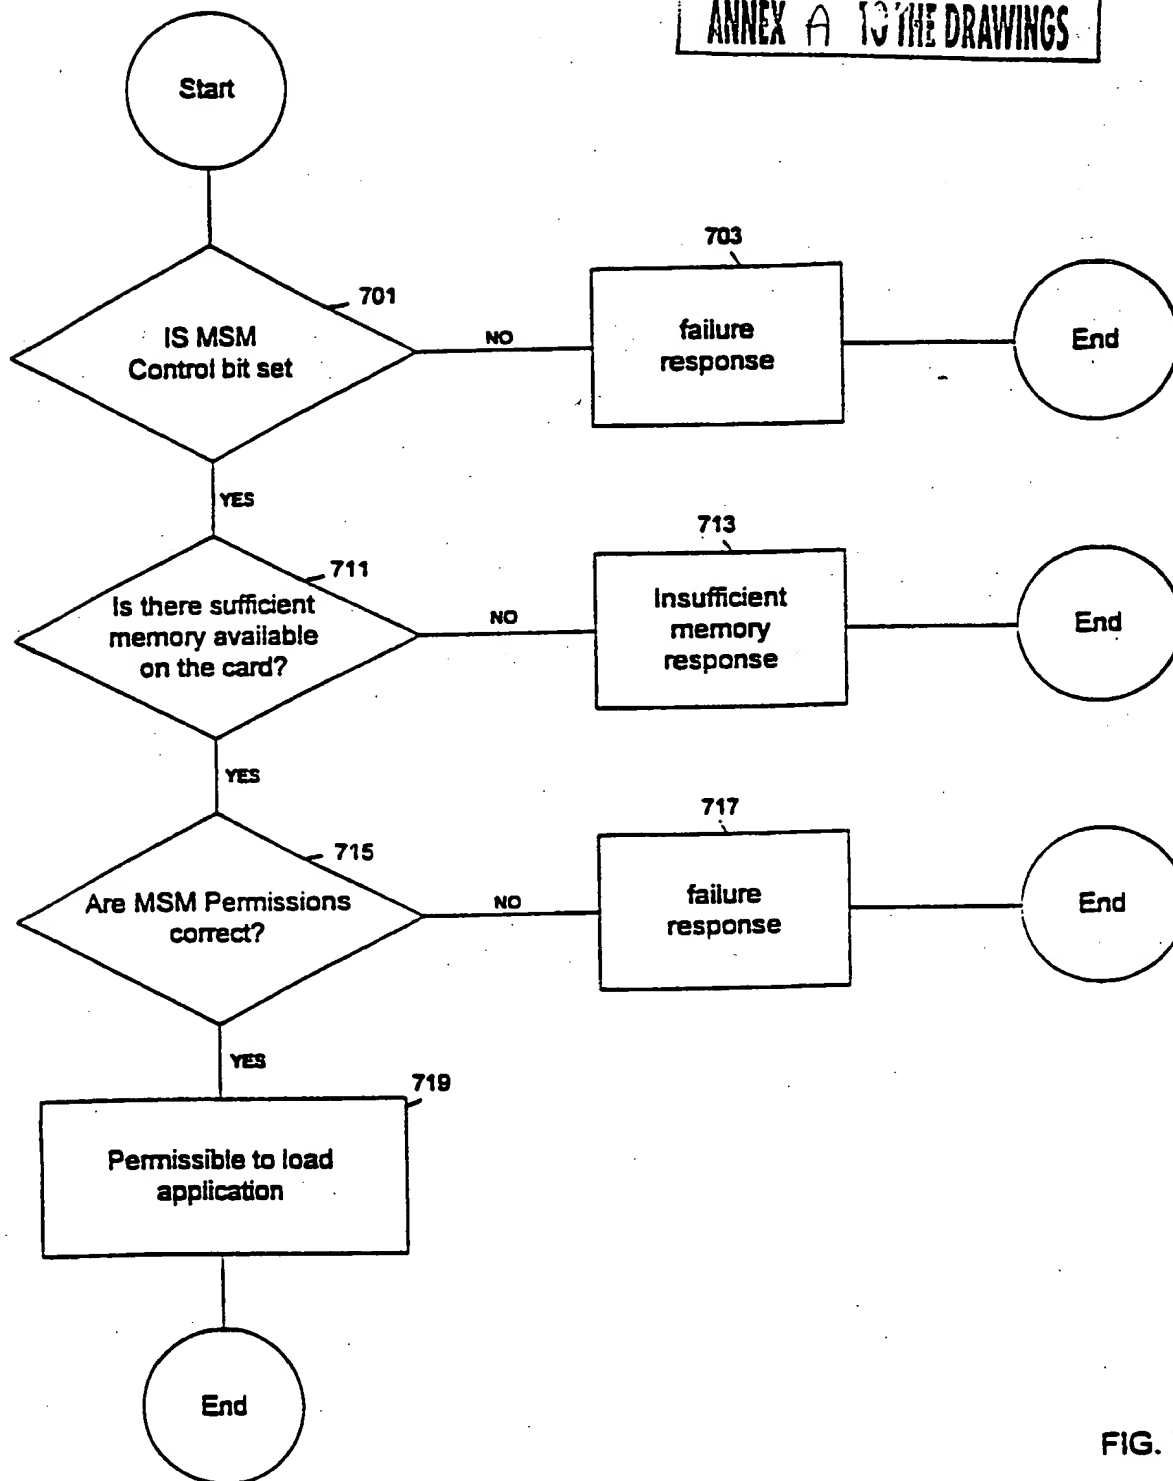 ANNEX A TO THE DRAWINGS
Start
701
IS MSM
Control bit set
NO
703
failure
response
End
YES
711
Is there sufficient
memory available
on the card?
NO
713
Insufficient
memory
response
End
YES
715
Are MSM Permissions
correct?
NO
717
failure
response
End
YES
719
Permissible to load
application
End
FIG.